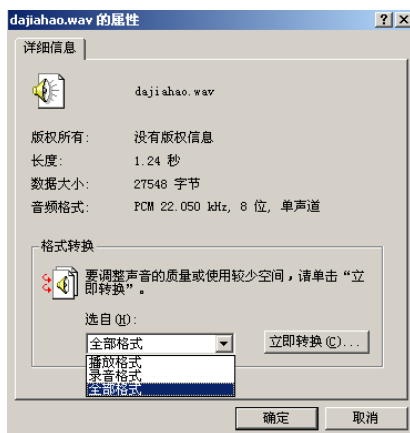 dajiahao.wav 的属性
详细信息
dajiahao.wav
版权所有: 没有版权信息
长度: 1.24 秒
数据大小: 27548 字节
音频格式: PCM 22.050 kHz, 8 位, 单声道
格式转换
要调整声音的质量或使用较少空间，请单击“立
即转换”。
选自(H):
全部格式 立即转换(C)...
播放格式
录音格式
全部格式
确定 取消